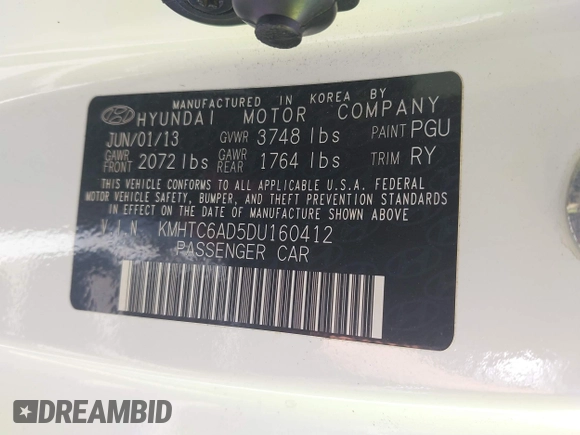 MANUFACTURED IN KOREA BY
HYUNDAI MOTOR COMPANY
JUN/01/13 GVWR 3748 lbs PAINT PGU
GAWR FRONT 2072 lbs GAWR REAR 1764 lbs TRIM RY
THIS VEHICLE CONFORMS TO ALL APPLICABLE U.S.A. FEDERAL
MOTOR VEHICLE SAFETY, BUMPER, AND THEFT PREVENTION STANDARDS
IN EFFECT ON THE DATE OF MANUFACTURE SHOWN ABOVE.
V.I.N KMHTC6AD5DU160412
PASSENGER CAR
DREAMBID